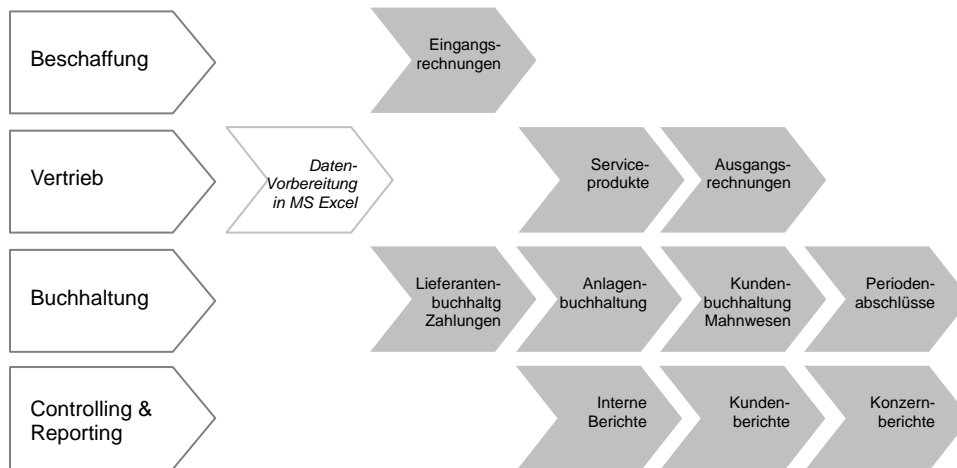 Beschaffung
Eingangs-
rechnungen
Vertrieb
Daten-
Vorbereitung
in MS Excel
Service-
produkte
Ausgangs-
rechnungen
Buchhaltung
Lieferanten-
buchhaltg
Zahlungen
Anlagen-
buchhaltung
Kunden-
buchhaltung
Mahnwesen
Perioden-
abschlüsse
Controlling &
Reporting
Interne
Berichte
Kunden-
berichte
Konzern-
berichte